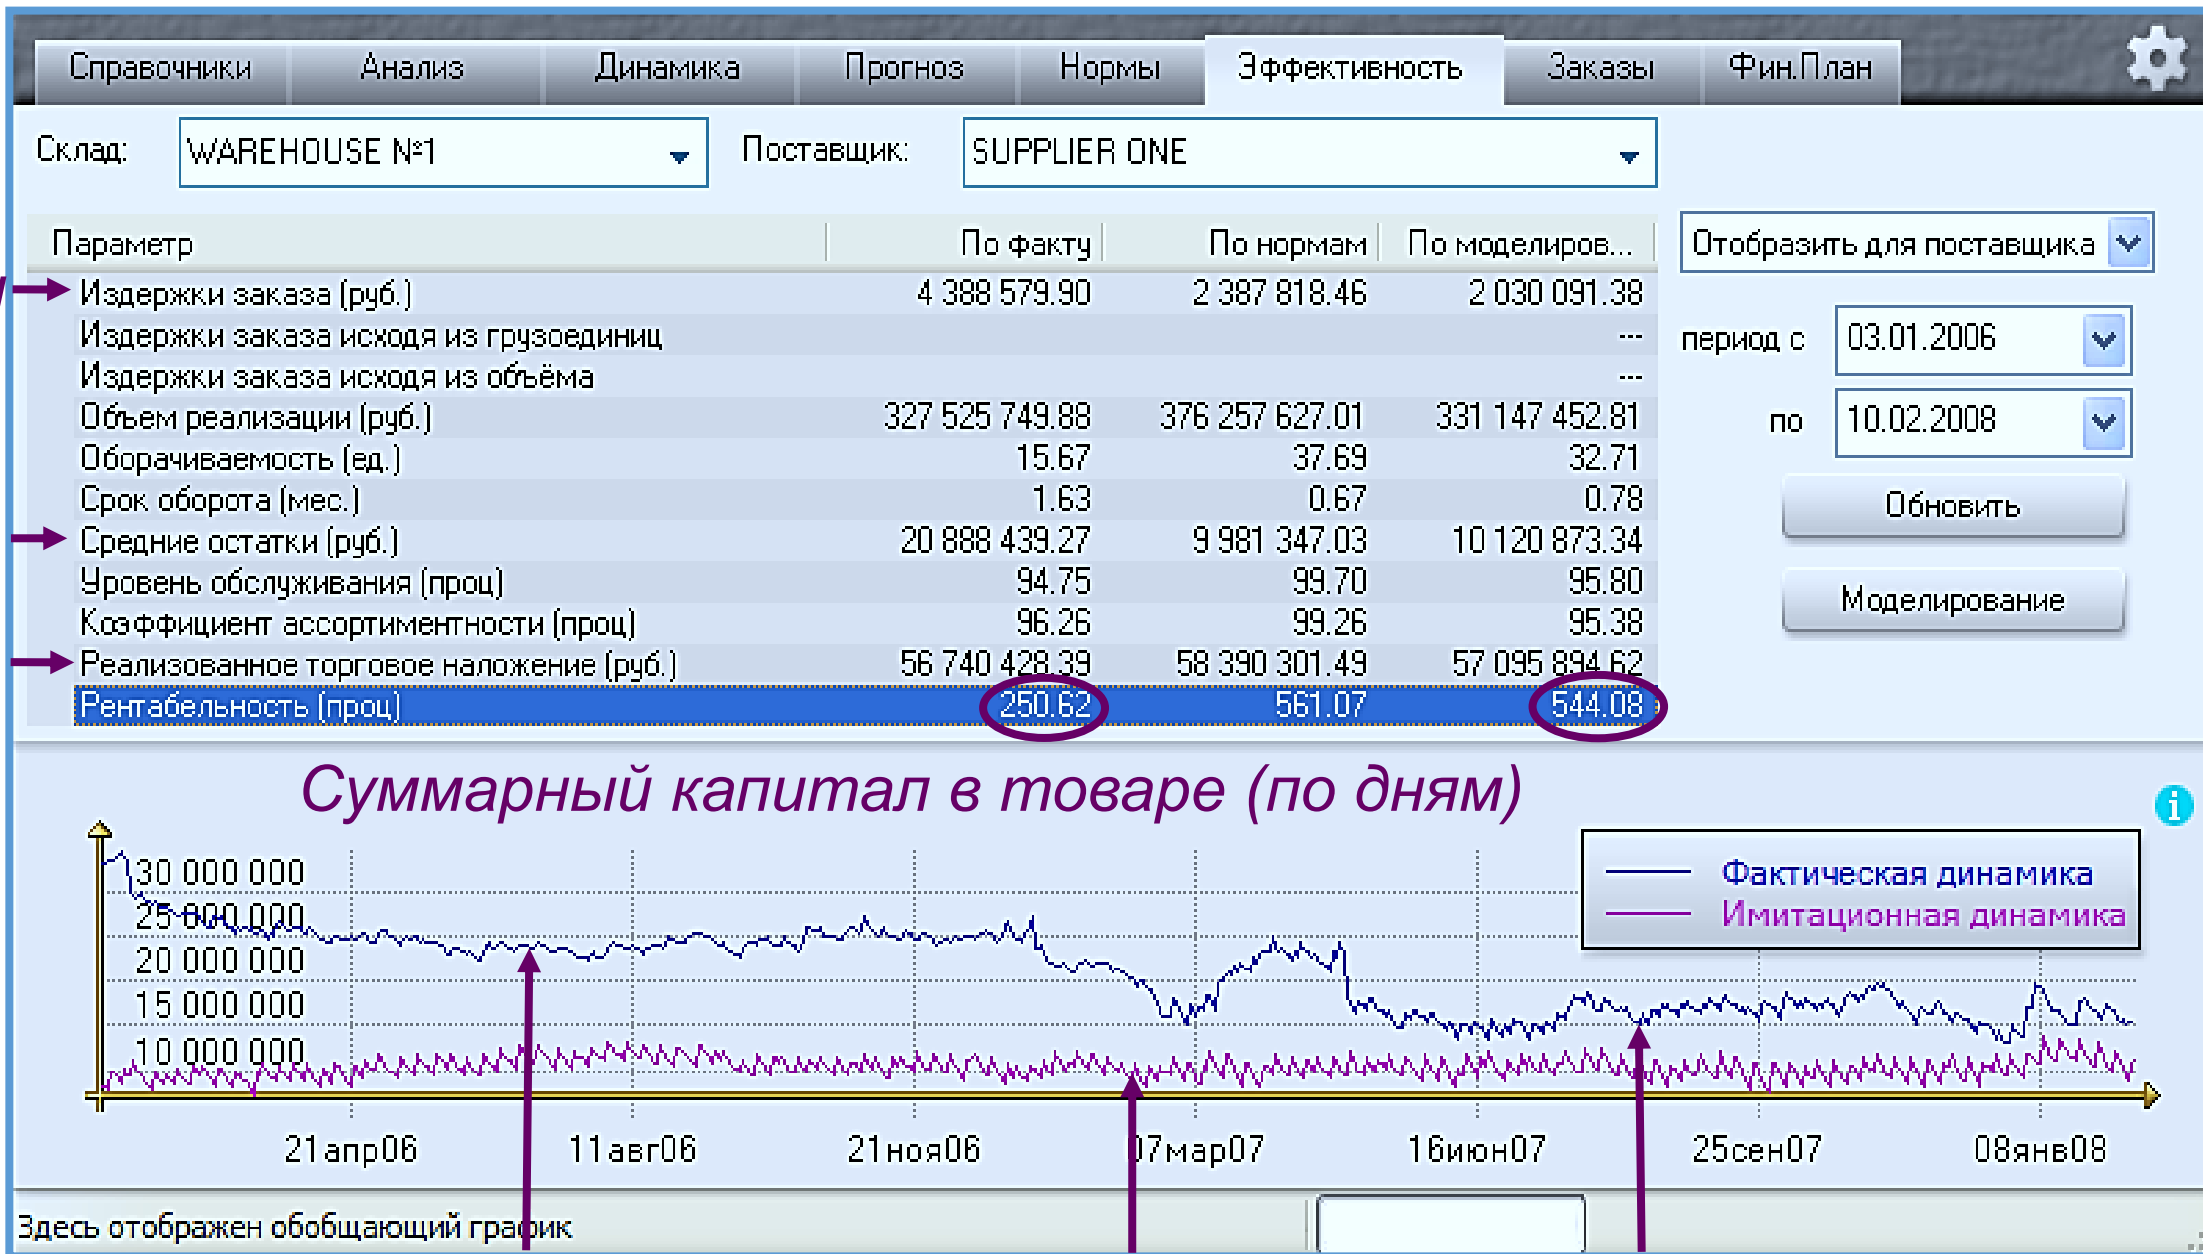 Справочники Анализ Динамика Прогноз Нормы Эффективность Заказы Фин.План
Склад: WAREHOUSE №1 Поставщик: SUPPLIER ONE
Параметр По факту По нормам По моделиров...
Отобразить для поставщика
Издержки заказа (руб.) 4 388 579.90 2 387 818.46 2 030 091.38
Издержки заказа исходя из грузоединиц ---
период с 03.01.2006
Издержки заказа исходя из объёма ---
Объем реализации (руб.) 327 525 749.88 376 257 627.01 331 147 452.81
по 10.02.2008
Оборачиваемость (ед.) 15.67 37.69 32.71
Срок оборота (мес.) 1.63 0.67 0.78
Обновить
Средние остатки (руб.) 20 888 439.27 9 981 347.03 10 120 873.34
Уровень обслуживания (проц) 94.75 99.70 95.80
Моделирование
Коэффициент ассортиментности (проц) 96.26 99.26 95.38
Реализованное торговое наложение (руб.) 56 740 428.39 58 390 301.49 57 095 894.62
Рентабельность (проц) 250.62 561.07 544.08
Суммарный капитал в товаре (по дням)
30 000 000
25 000 000
20 000 000
15 000 000
10 000 000
Фактическая динамика
Имитационная динамика
21апр06 11авг06 21ноя06 07мар07 16июн07 25сен07 08янв08
Здесь отображен обобщающий график